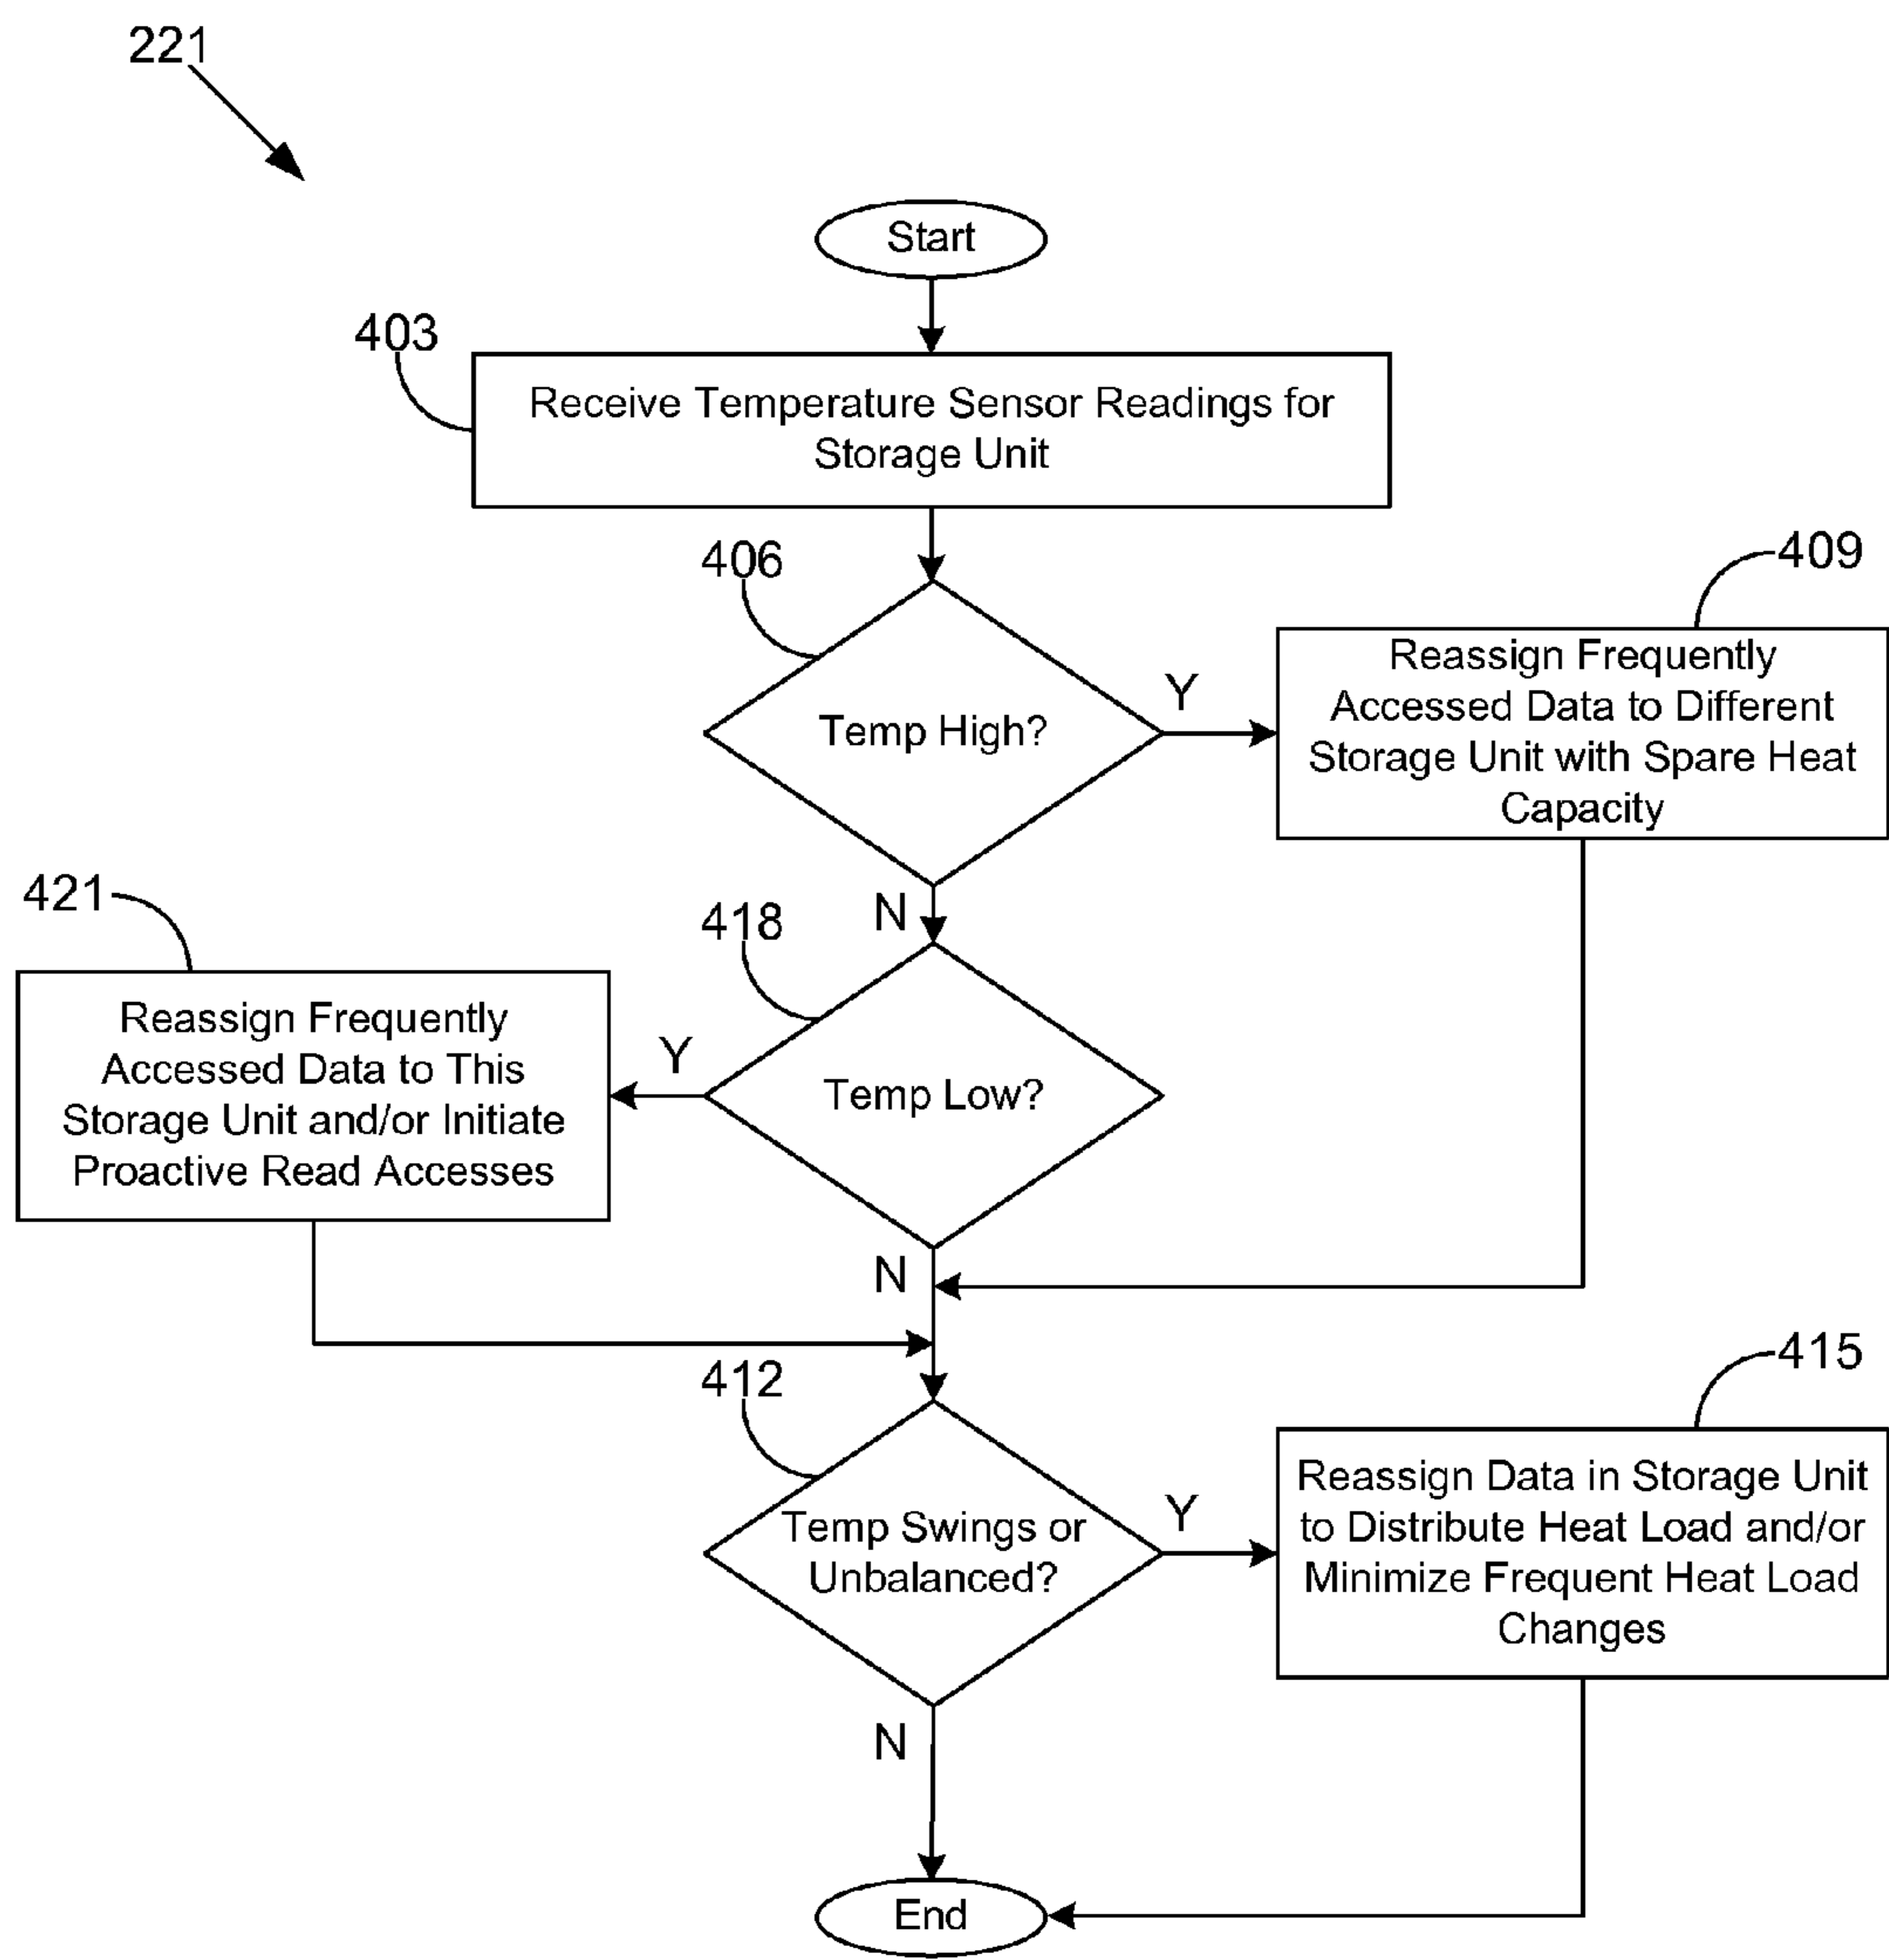 221
Start
403
Receive Temperature Sensor Readings for
Storage Unit
406
Temp High?
Y
N
409
Reassign Frequently
Accessed Data to Different
Storage Unit with Spare Heat
Capacity
418
Temp Low?
Y
N
421
Reassign Frequently
Accessed Data to This
Storage Unit and/or Initiate
Proactive Read Accesses
412
Temp Swings or
Unbalanced?
Y
N
415
Reassign Data in Storage Unit
to Distribute Heat Load and/or
Minimize Frequent Heat Load
Changes
End